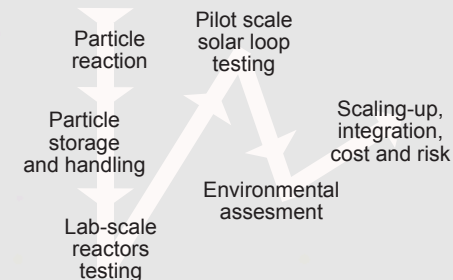 Particle
reaction
Particle
storage
and handling
Lab-scale
reactors
testing
Pilot scale
solar loop
testing
Environmental
assesment
Scaling-up,
integration,
cost and risk